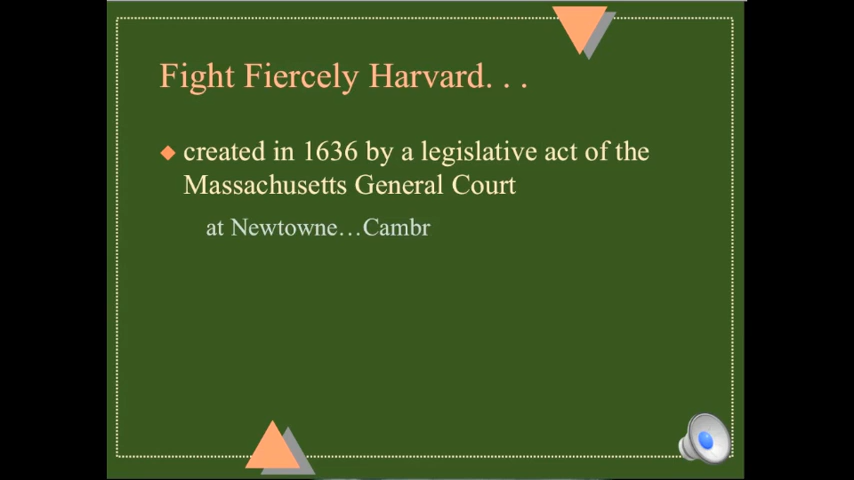 Fight Fiercely Harvard. . .
created in 1636 by a legislative act of the
Massachusetts General Court
at Newtowne…Cambr